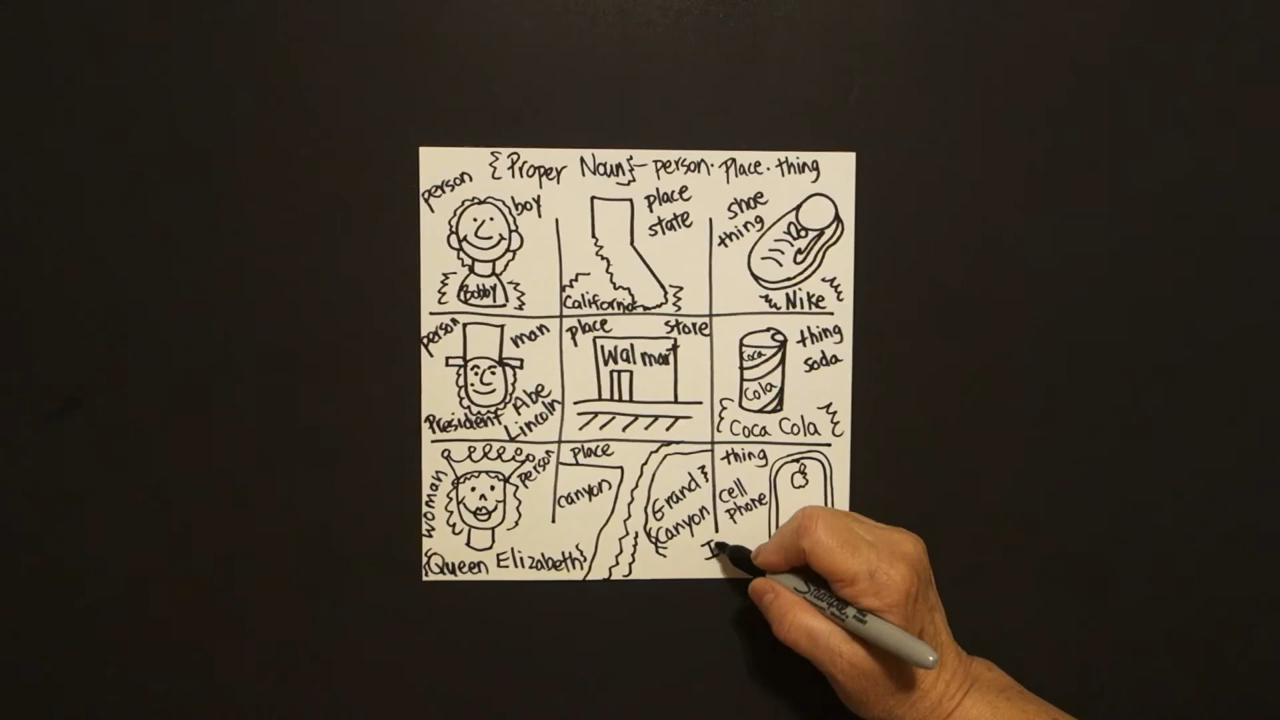 {Proper Noun}- person. Place. thing
person
boy
Bobby
place
state
California
shoe
thing
Nike
person
man
President Abe
Lincoln
place
store
Walmart
thing
soda
Coca
Cola
Coca Cola
woman
person
{Queen Elizabeth}
place
canyon
Grand
Canyon
thing
cell
phone
I
Sharpie